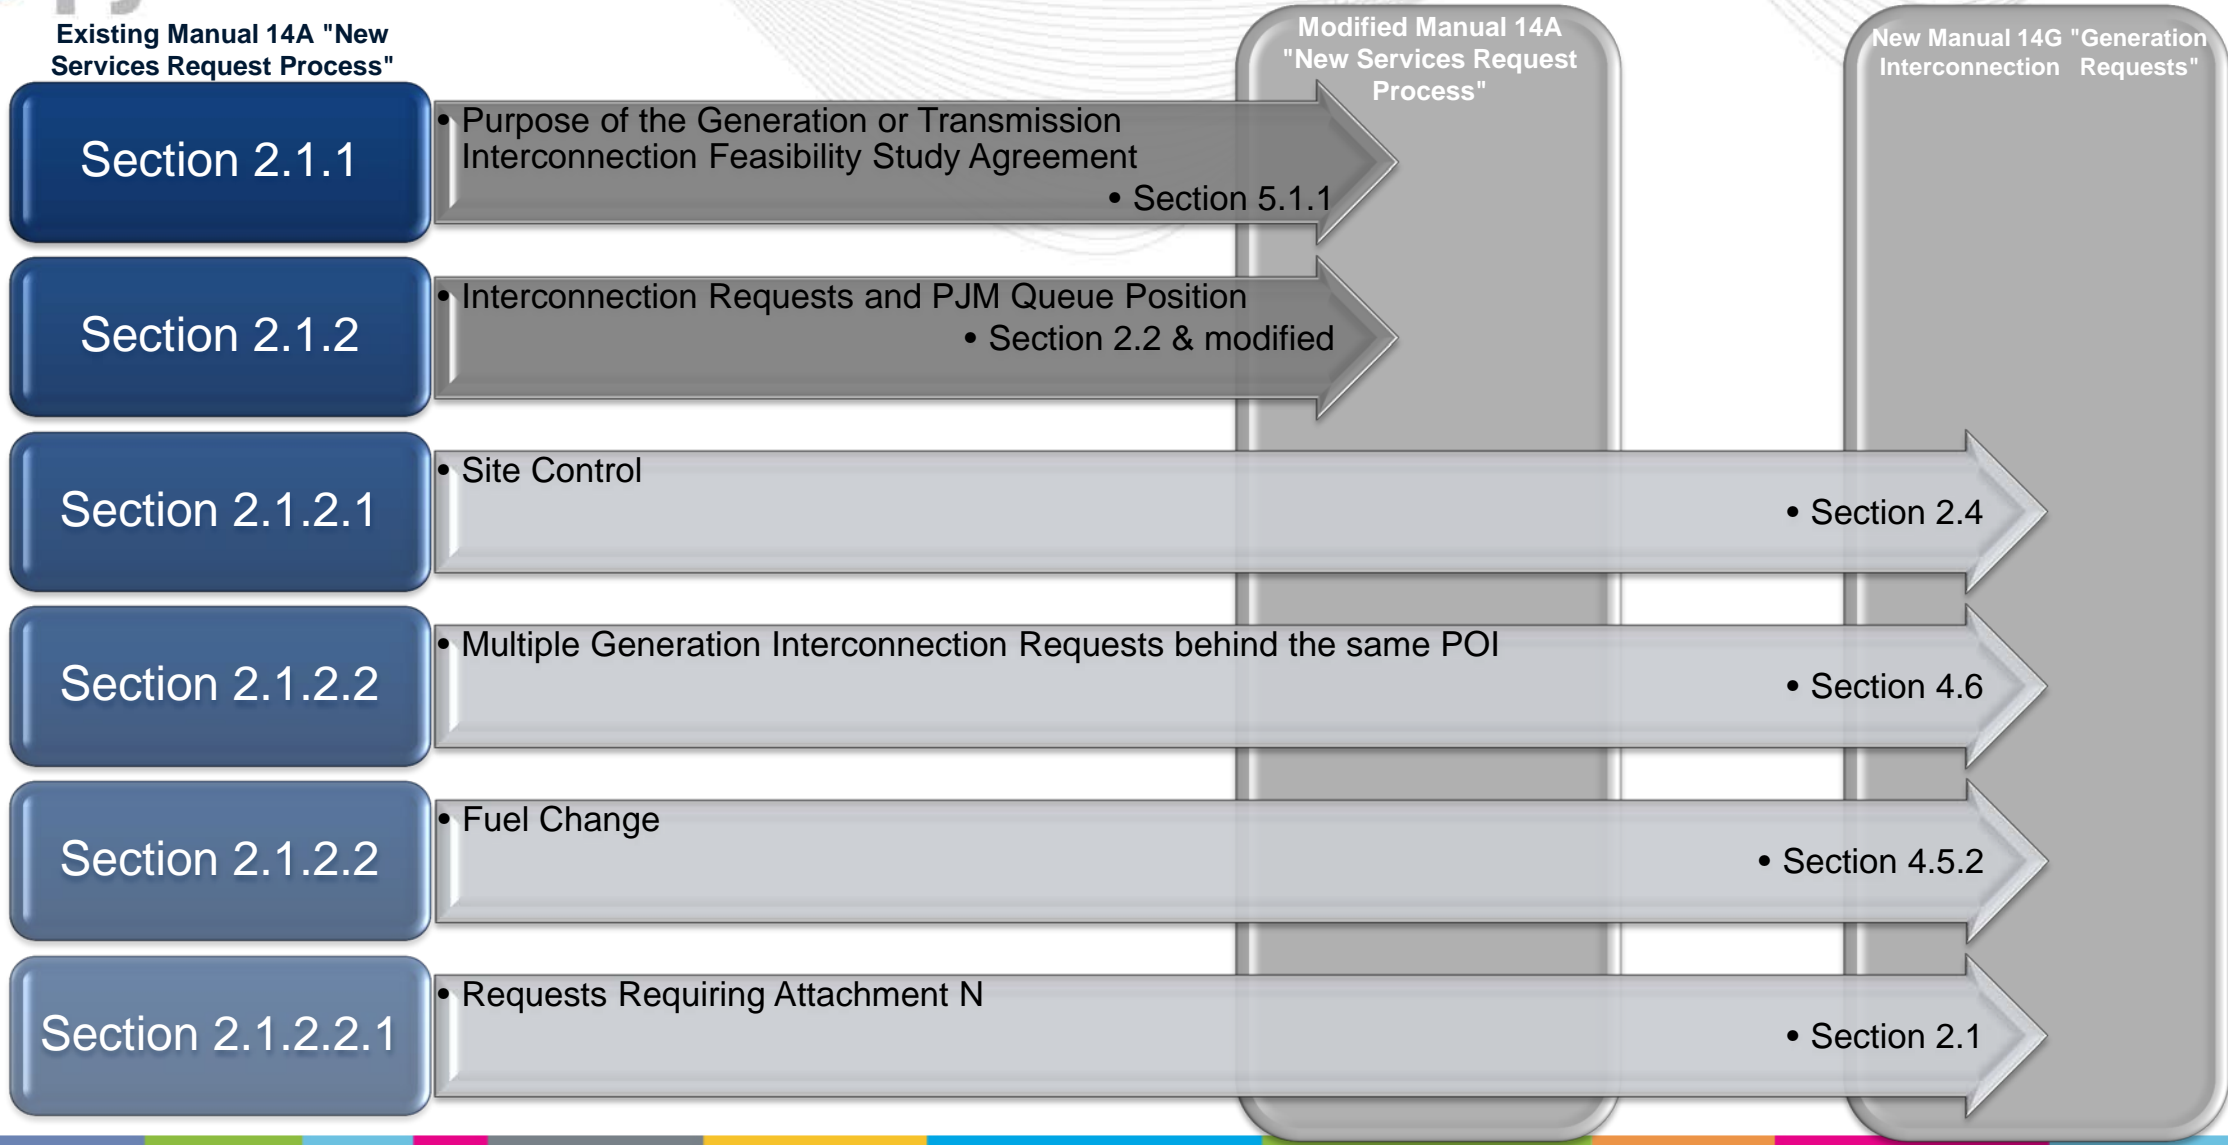 Existing Manual 14A "New
Services Request Process"
Modified Manual 14A
"New Services Request
Process"
New Manual 14G "Generation
Interconnection Requests"
Section 2.1.1
• Purpose of the Generation or Transmission
Interconnection Feasibility Study Agreement
• Section 5.1.1
Section 2.1.2
• Interconnection Requests and PJM Queue Position
• Section 2.2 & modified
Section 2.1.2.1
• Site Control
• Section 2.4
Section 2.1.2.2
• Multiple Generation Interconnection Requests behind the same POI
• Section 4.6
Section 2.1.2.2
• Fuel Change
• Section 4.5.2
Section 2.1.2.2.1
• Requests Requiring Attachment N
• Section 2.1